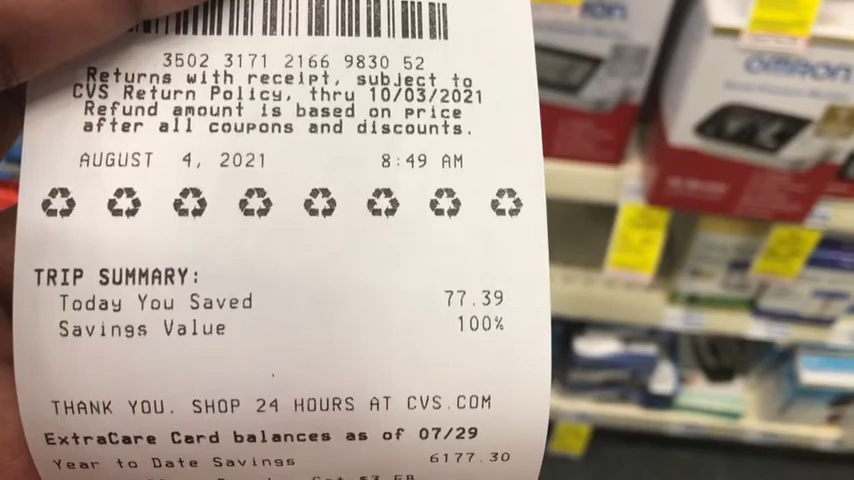 3502 3171 2166 9830 52
Returns with receipt, subject to
CVS Return Policy, thru 10/03/2021
Refund amount is based on price
after all coupons and discounts.
AUGUST 4, 2021 8:49 AM
TRIP SUMMARY:
Today You Saved 77.39
Savings Value 100%
THANK YOU. SHOP 24 HOURS AT CVS.COM
ExtraCare Card balances as of 07/29
Year to Date Savings 6177.30
OMRON